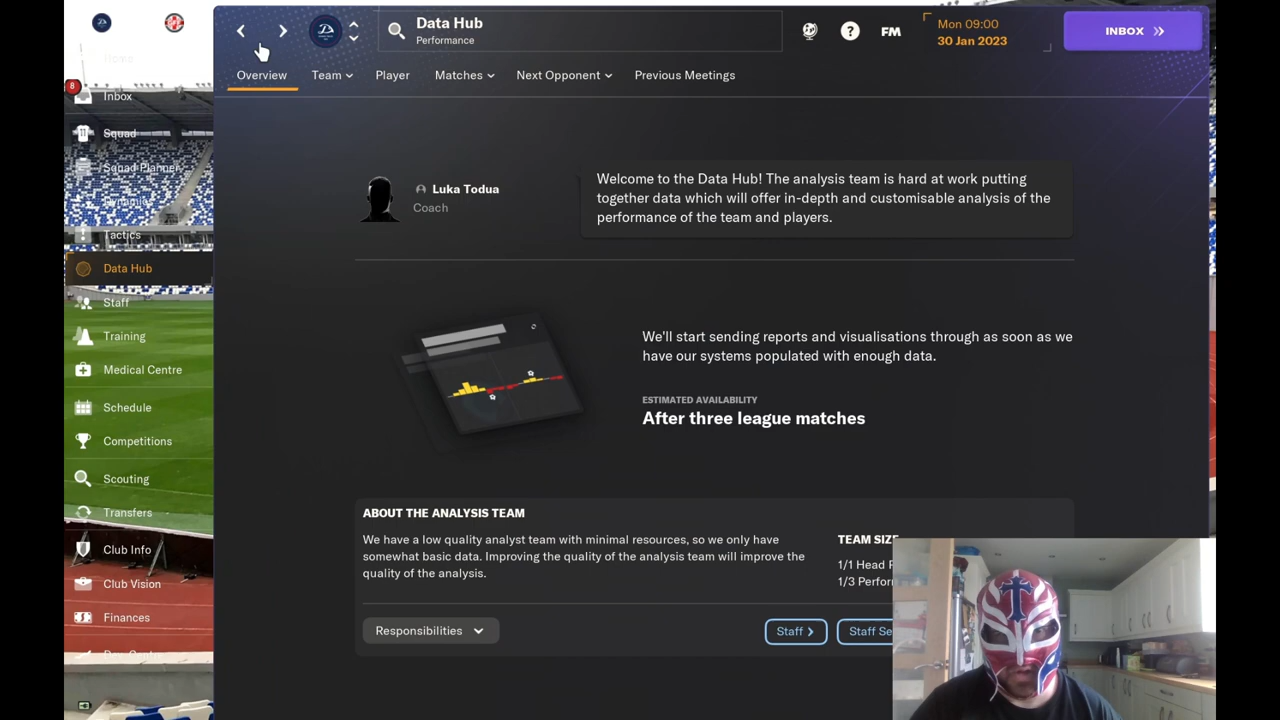 Data Hub
Performance
FM
Mon 09:00
30 Jan 2023
INBOX
Overview
Team
Player
Matches
Next Opponent
Previous Meetings
8
Inbox
Squad
Squad Planner
Dynamics
Tactics
Data Hub
Staff
Training
Medical Centre
Schedule
Competitions
Scouting
Transfers
Club Info
Club Vision
Finances
Luka Todua
Coach
Welcome to the Data Hub! The analysis team is hard at work putting
together data which will offer in-depth and customisable analysis of the
performance of the team and players.
We'll start sending reports and visualisations through as soon as we
have our systems populated with enough data.
ESTIMATED AVAILABILITY
After three league matches
ABOUT THE ANALYSIS TEAM
We have a low quality analyst team with minimal resources, so we only have
somewhat basic data. Improving the quality of the analysis team will improve the
quality of the analysis.
TEAM SIZE
1/1 Head
1/3 Perfor
Responsibilities
Staff
Staff Se